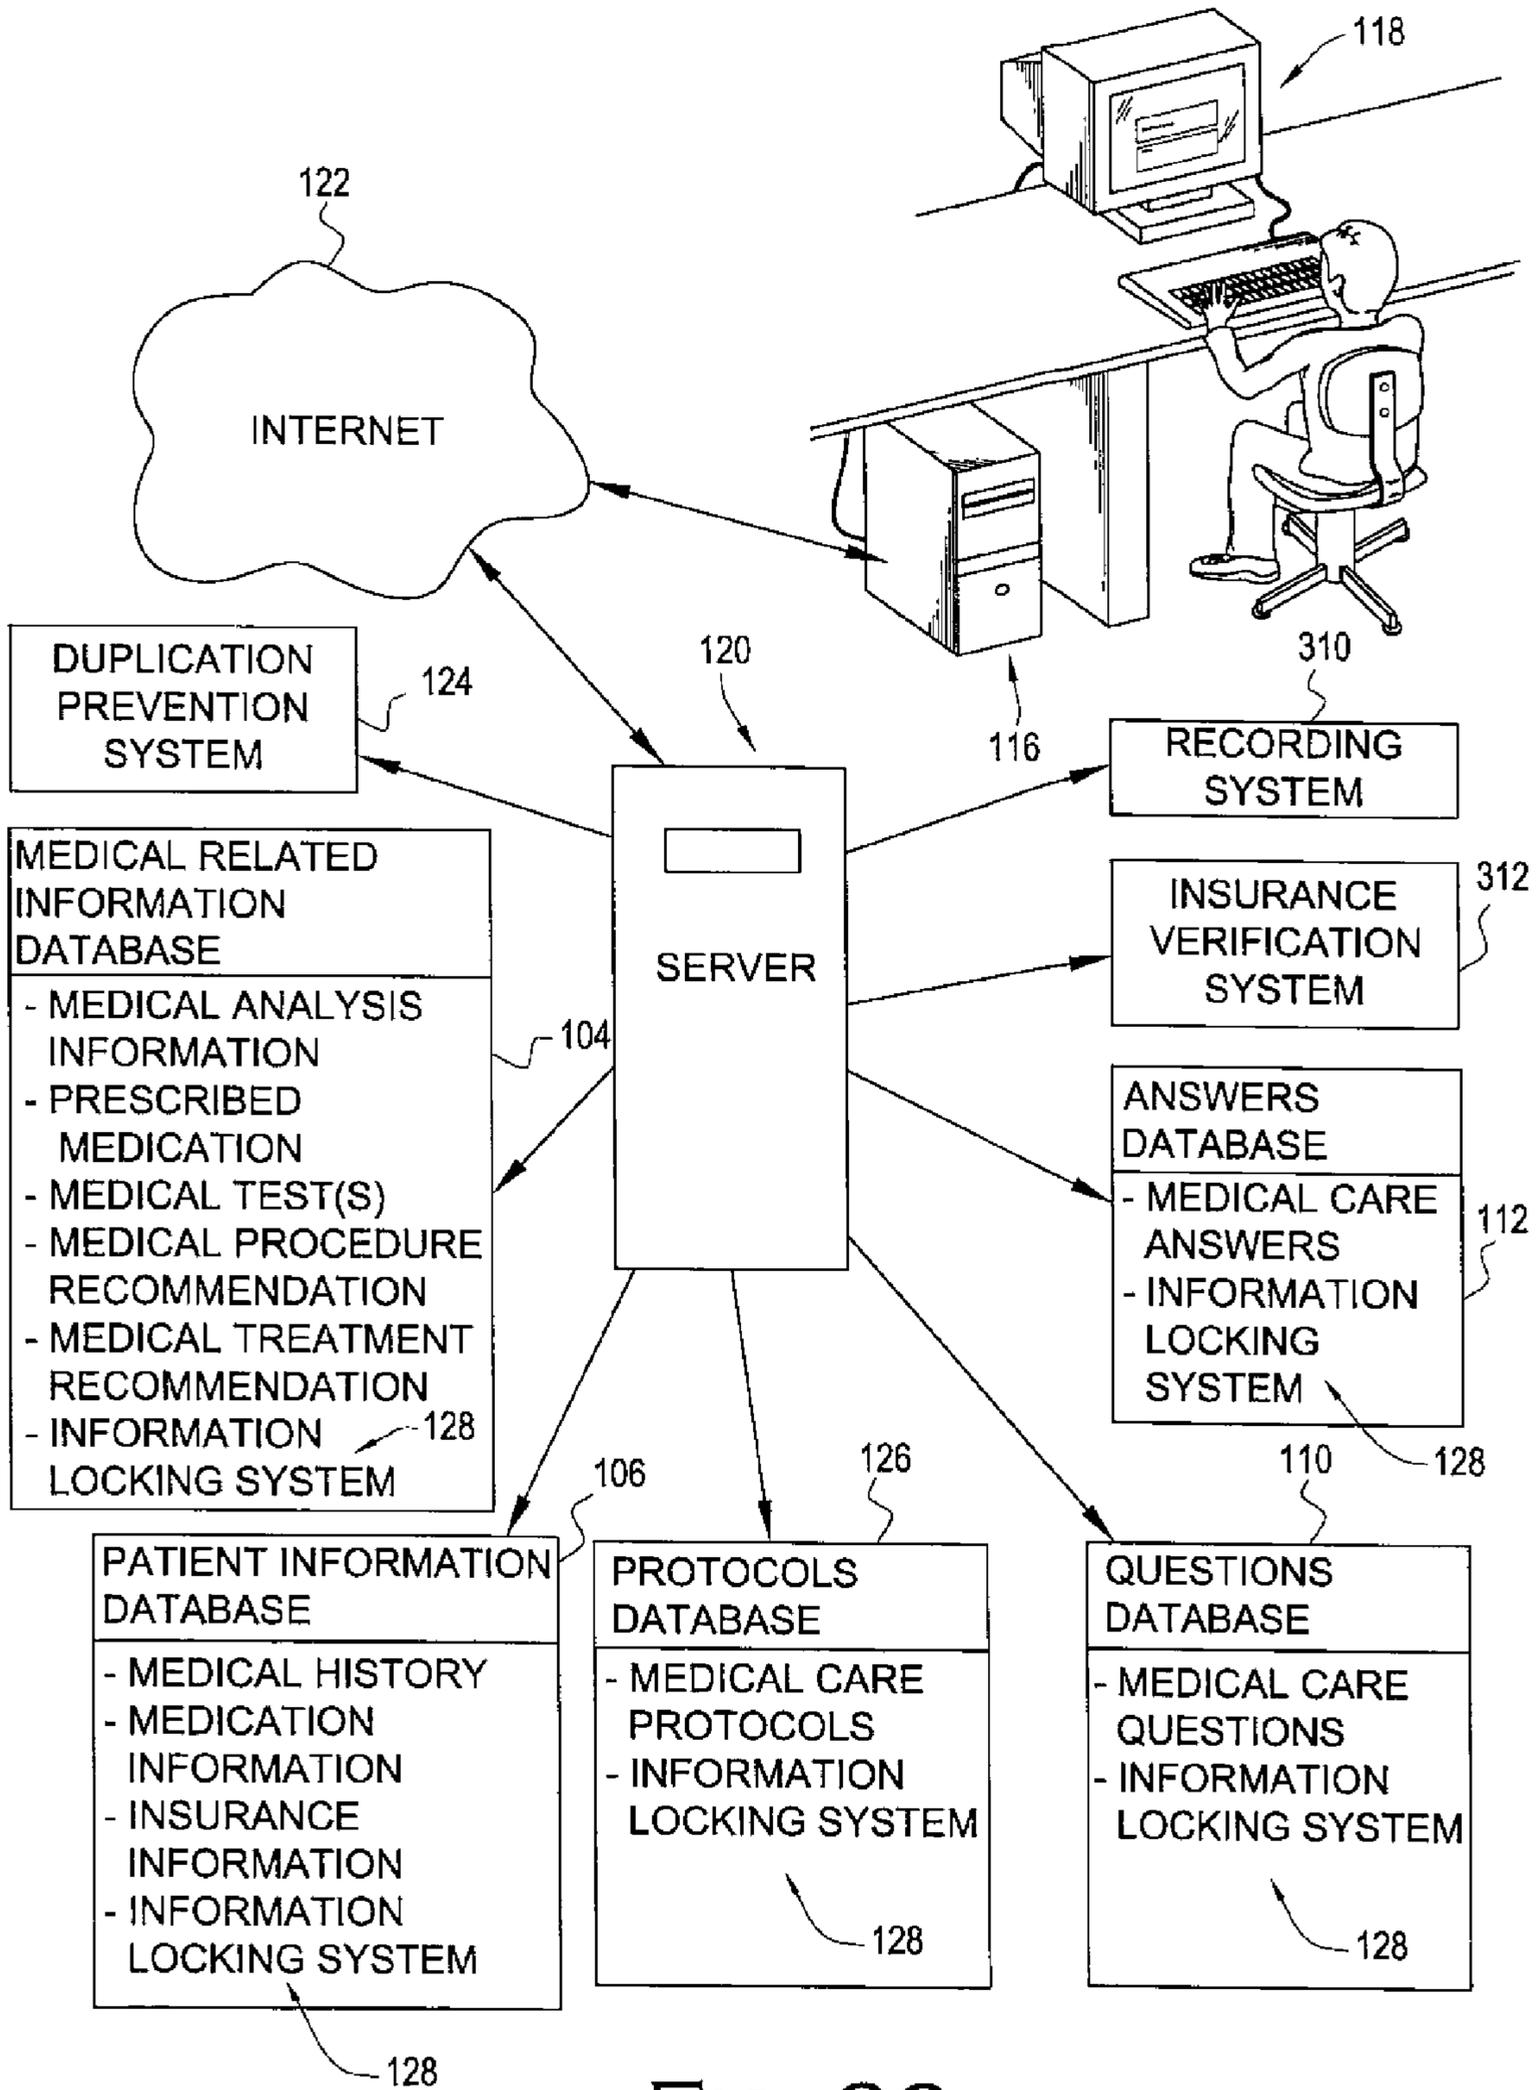 118
122
INTERNET
DUPLICATION
PREVENTION
SYSTEM
124
120
116
310
RECORDING
SYSTEM
MEDICAL RELATED
INFORMATION
DATABASE
- MEDICAL ANALYSIS
INFORMATION
- PRESCRIBED
MEDICATION
- MEDICAL TEST(S)
- MEDICAL PROCEDURE
RECOMMENDATION
- MEDICAL TREATMENT
RECOMMENDATION
- INFORMATION
LOCKING SYSTEM
128
104
SERVER
INSURANCE
VERIFICATION
SYSTEM
312
ANSWERS
DATABASE
- MEDICAL CARE
ANSWERS
- INFORMATION
LOCKING
SYSTEM
112
128
106
PATIENT INFORMATION
DATABASE
- MEDICAL HISTORY
- MEDICATION
INFORMATION
- INSURANCE
INFORMATION
- INFORMATION
LOCKING SYSTEM
128
126
PROTOCOLS
DATABASE
- MEDICAL CARE
PROTOCOLS
- INFORMATION
LOCKING SYSTEM
128
110
QUESTIONS
DATABASE
- MEDICAL CARE
QUESTIONS
- INFORMATION
LOCKING SYSTEM
128